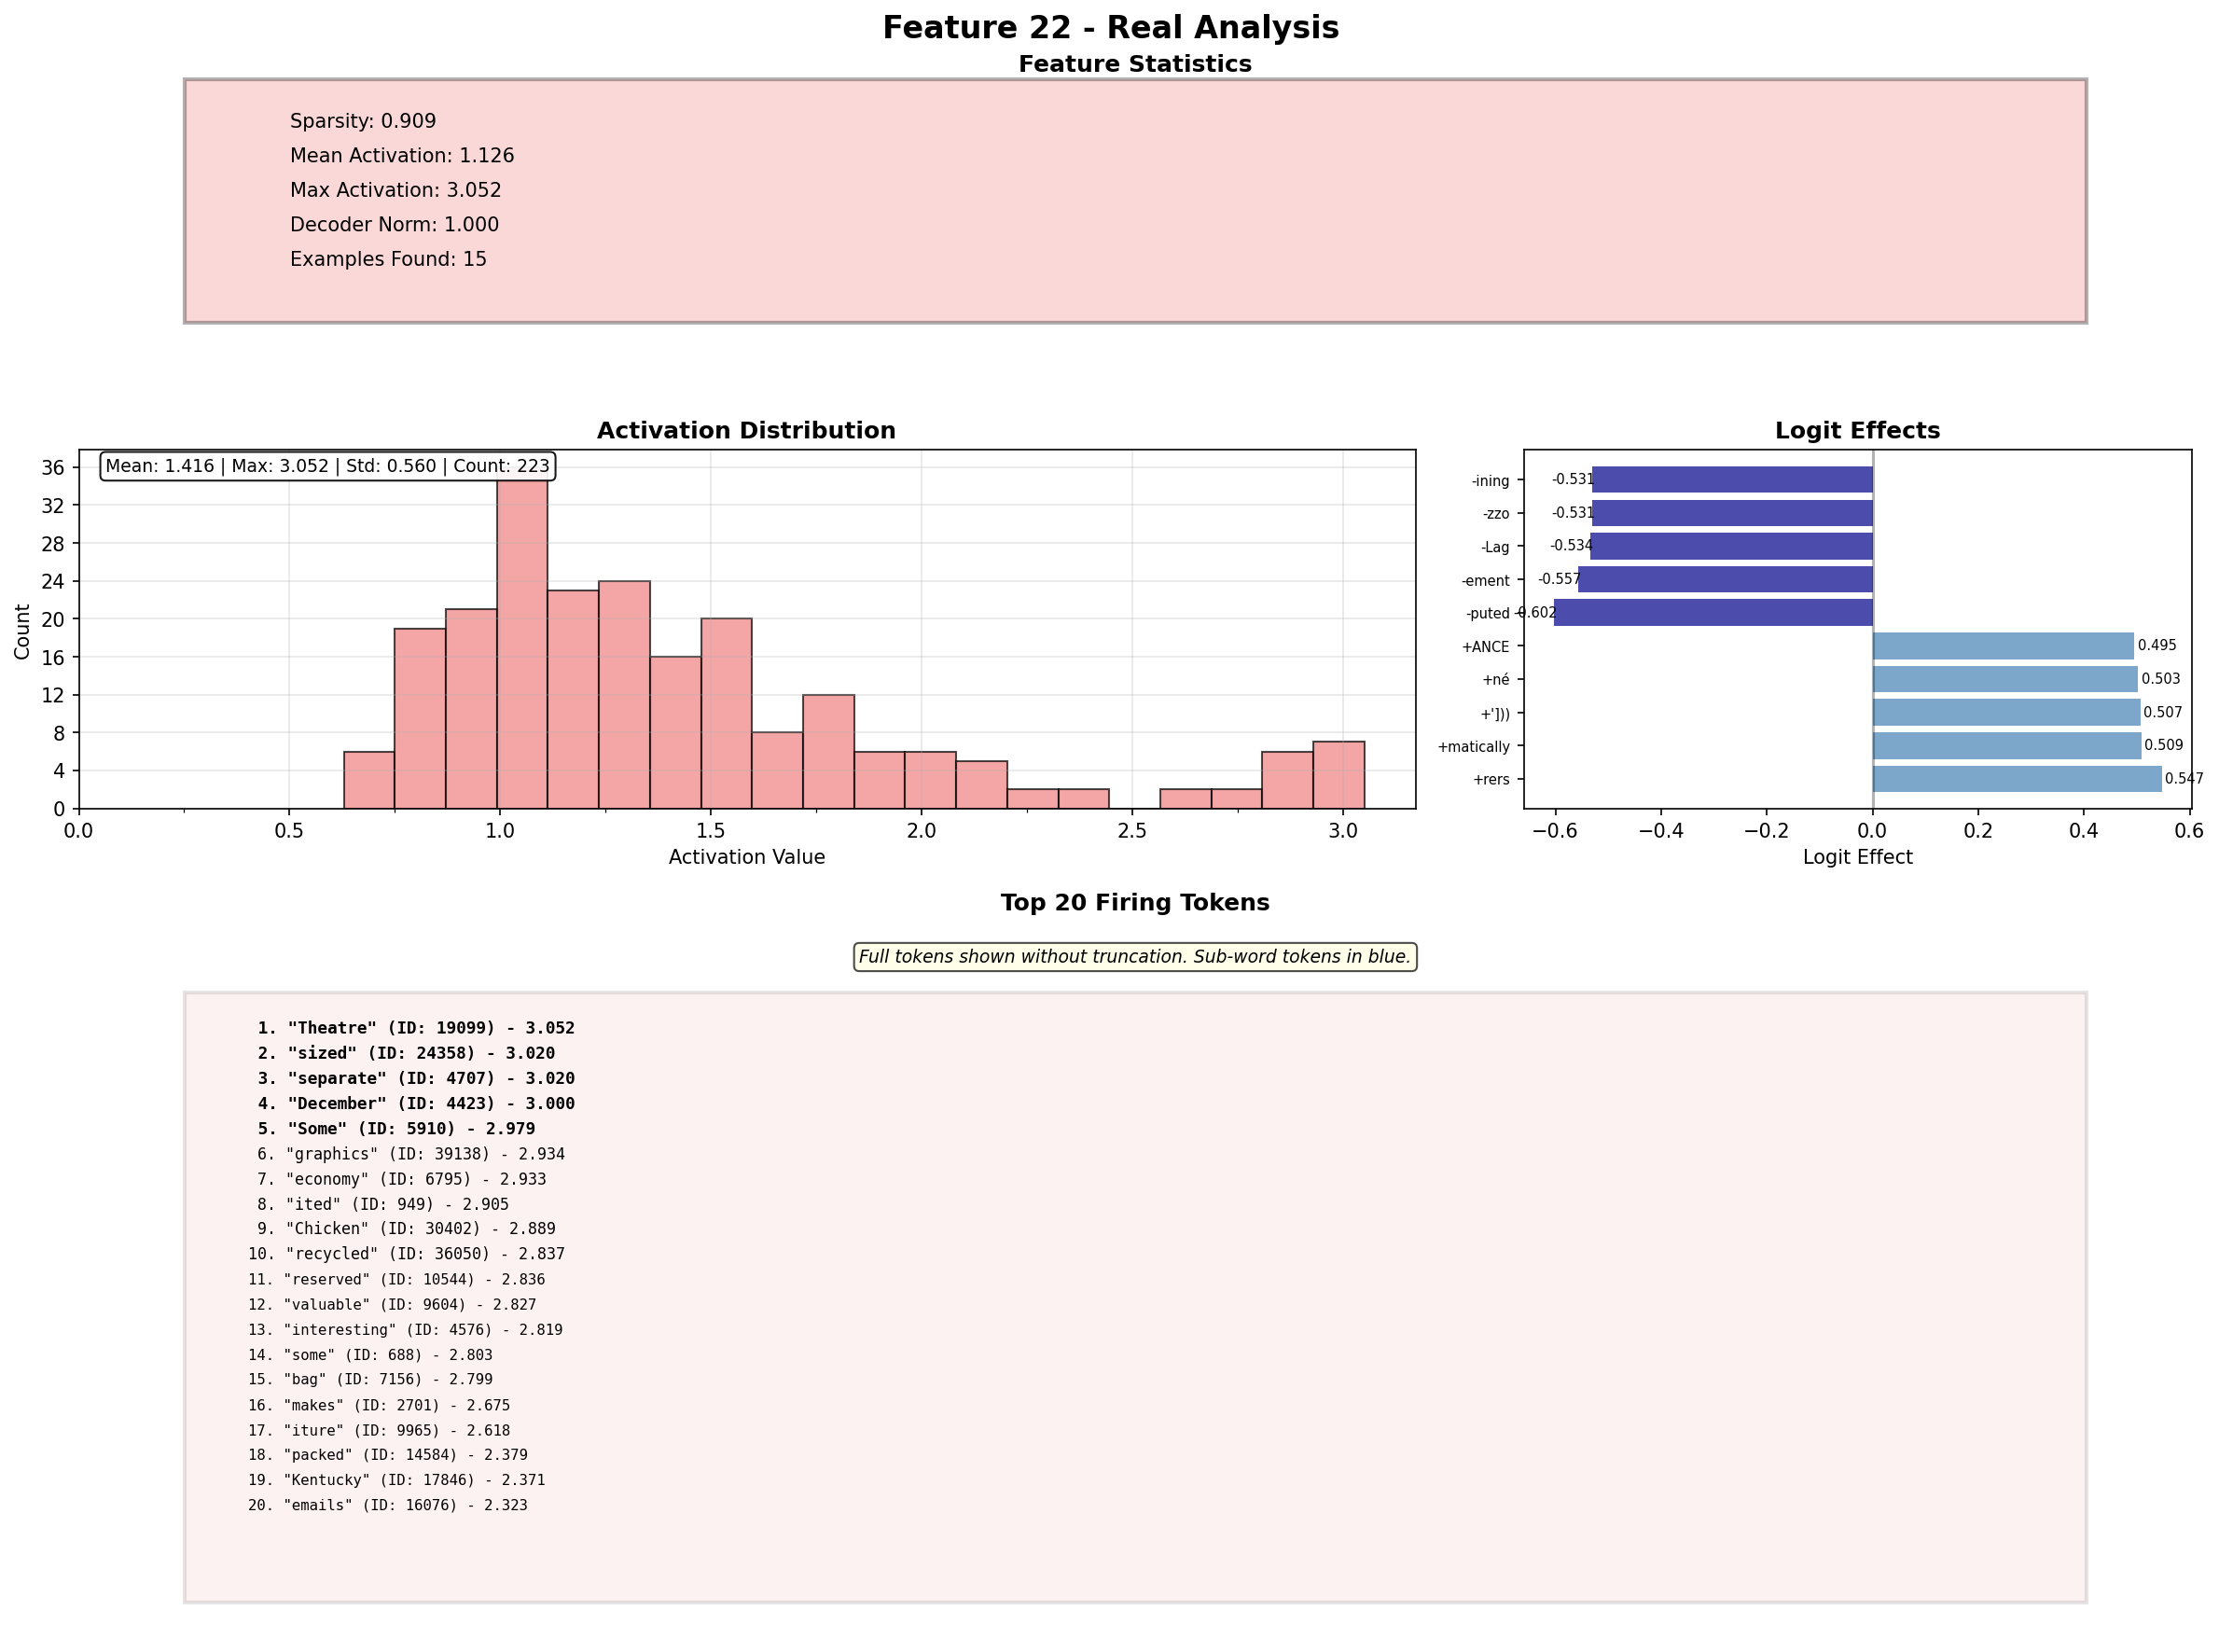 Feature 22 - Real Analysis
Feature Statistics
Sparsity: 0.909
Mean Activation: 1.126
Max Activation: 3.052
Decoder Norm: 1.000
Examples Found: 15
Activation Distribution
Mean: 1.416 | Max: 3.052 | Std: 0.560 | Count: 223
36
32
28
24
20
16
12
8
4
0
Count
0.0 0.5 1.0 1.5 2.0 2.5 3.0
Activation Value
Logit Effects
-ining -0.531
-zzo -0.531
-Lag -0.534
-ement -0.557
-puted -0.602
+ANCE 0.495
+né 0.503
+'])) 0.507
+matically 0.509
+rers 0.547
−0.6 −0.4 −0.2 0.0 0.2 0.4 0.6
Logit Effect
Top 20 Firing Tokens
Full tokens shown without truncation. Sub-word tokens in blue.
1. "Theatre" (ID: 19099) - 3.052
2. "sized" (ID: 24358) - 3.020
3. "separate" (ID: 4707) - 3.020
4. "December" (ID: 4423) - 3.000
5. "Some" (ID: 5910) - 2.979
6. "graphics" (ID: 39138) - 2.934
7. "economy" (ID: 6795) - 2.933
8. "ited" (ID: 949) - 2.905
9. "Chicken" (ID: 30402) - 2.889
10. "recycled" (ID: 36050) - 2.837
11. "reserved" (ID: 10544) - 2.836
12. "valuable" (ID: 9604) - 2.827
13. "interesting" (ID: 4576) - 2.819
14. "some" (ID: 688) - 2.803
15. "bag" (ID: 7156) - 2.799
16. "makes" (ID: 2701) - 2.675
17. "iture" (ID: 9965) - 2.618
18. "packed" (ID: 14584) - 2.379
19. "Kentucky" (ID: 17846) - 2.371
20. "emails" (ID: 16076) - 2.323